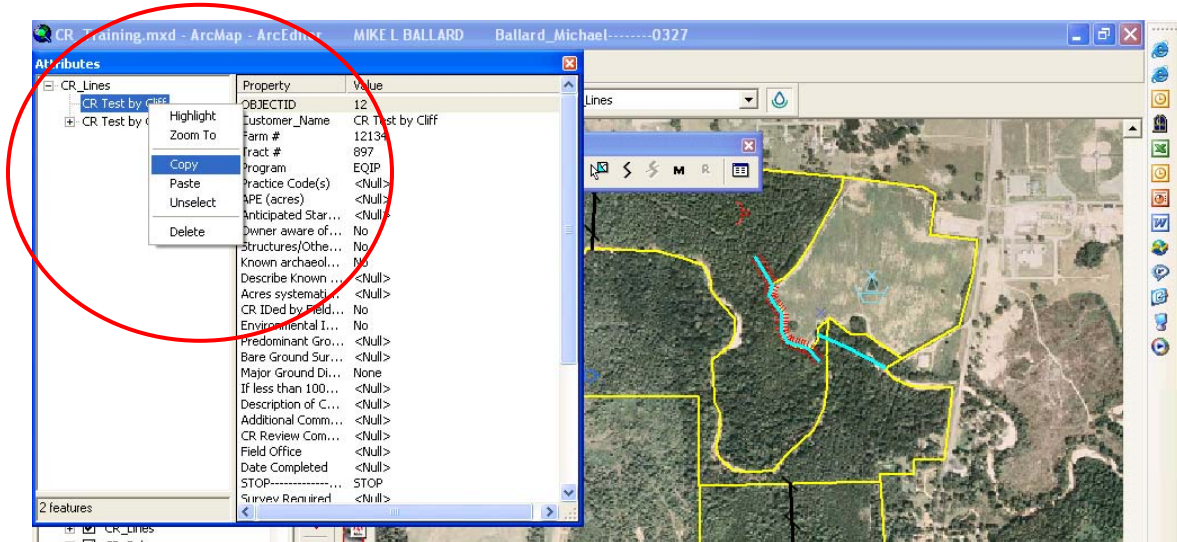 CR_Training.mxd - ArcMap - ArcEditor MIKE L BALLARD Ballard_Michael--------0327
Attributes
CR_Lines
CR Test by Cliff
CR Test by
Highlight
Zoom To
Copy
Paste
Unselect
Delete
2 features
Property Value
OBJECTID 12
Customer_Name CR Test by Cliff
Farm # 12134
Tract # 897
Program EQIP
Practice Code(s) <Null>
APE (acres) <Null>
Anticipated Star... <Null>
Owner aware of... No
Structures/Othe... No
Known archaeol... No
Describe Known ... <Null>
Acres systemati... <Null>
CR IDed by Field... No
Environmental I... No
Predominant Gro... <Null>
Bare Ground Sur... <Null>
Major Ground Di... None
If less than 100... <Null>
Description of C... <Null>
Additional Comm... <Null>
CR Review Com... <Null>
Field Office <Null>
Date Completed <Null>
STOP-------------... STOP
Survey Required <Null>
Lines
M R
CR_Lines